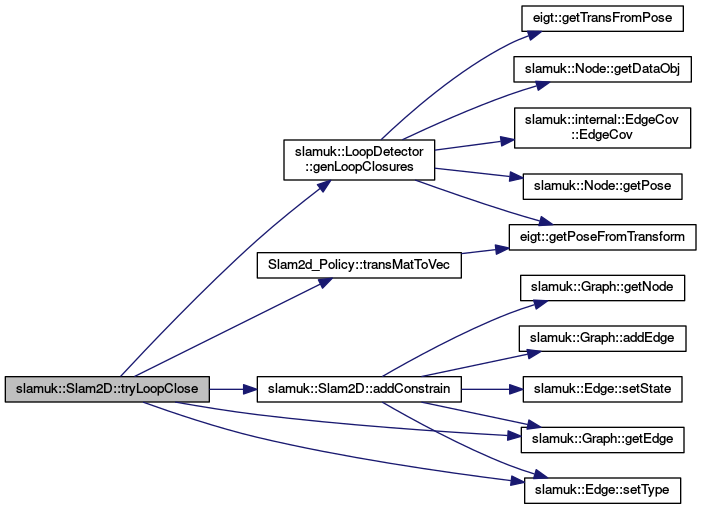 eigt::getTransFromPose
slamuk::Node::getDataObj
slamuk::internal::EdgeCov
::EdgeCov
slamuk::LoopDetector
::genLoopClosures
slamuk::Node::getPose
eigt::getPoseFromTransform
Slam2d_Policy::transMatToVec
slamuk::Graph::getNode
slamuk::Graph::addEdge
slamuk::Slam2D::tryLoopClose
slamuk::Slam2D::addConstrain
slamuk::Edge::setState
slamuk::Graph::getEdge
slamuk::Edge::setType